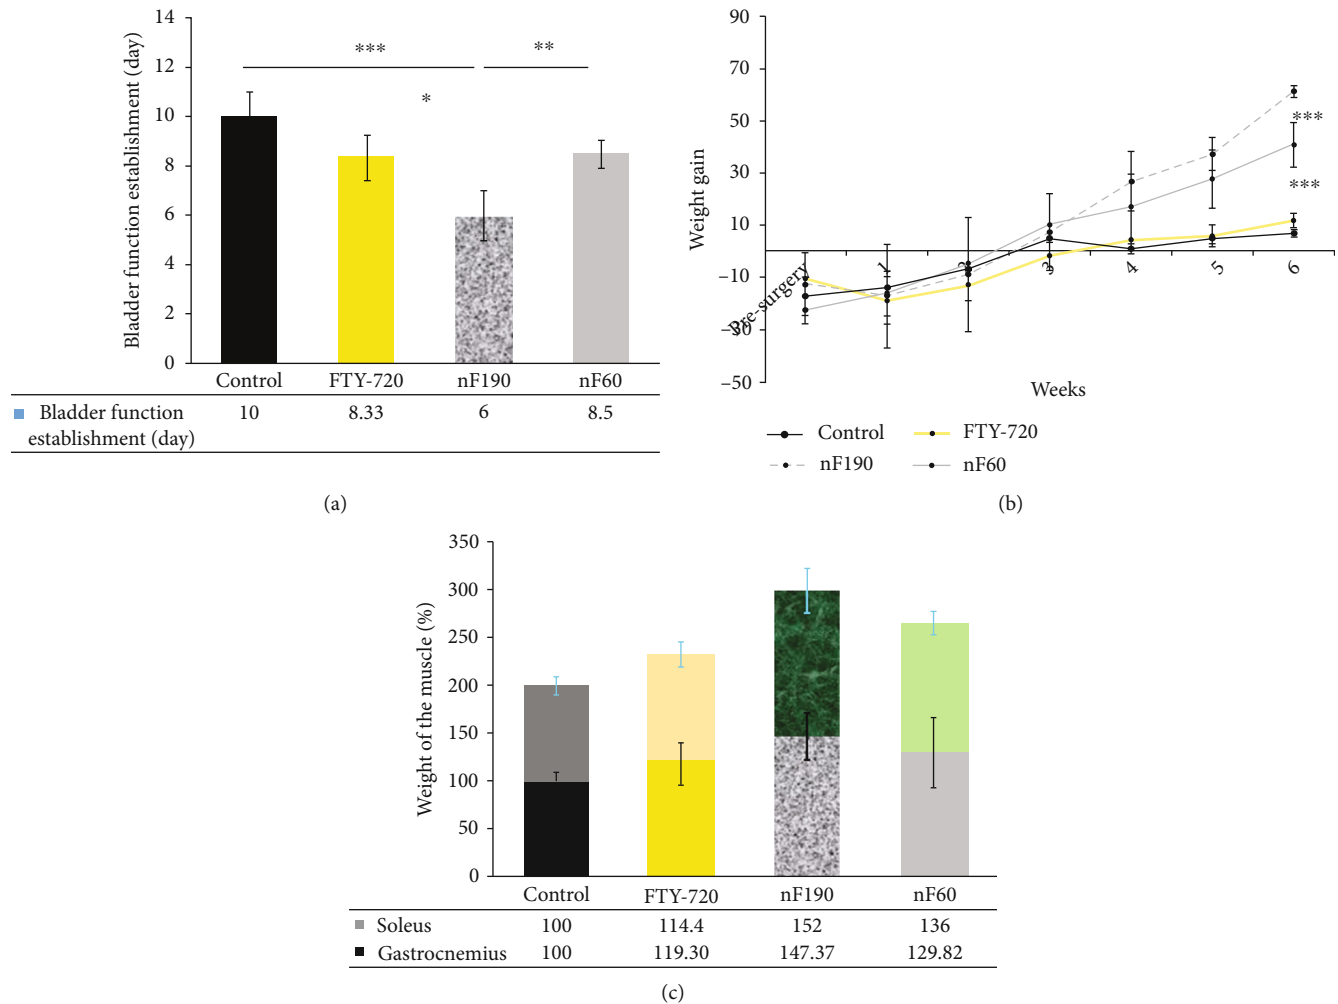 14
12
10
8
6
4
2
0
Bladder function establishment (day)
***
**
*
Control FTY-720 nF190 nF60
Bladder function establishment (day) 10 8.33 6 8.5
(a)
90
70
50
30
10
−10
−30
−50
Weight gain
***
***
Pre-surgery 1 2 3 4 5 6
Weeks
Control FTY-720
nF190 nF60
(b)
350
300
250
200
150
100
50
0
Weight of the muscle (%)
Control FTY-720 nF190 nF60
Soleus 100 114.4 152 136
Gastrocnemius 100 119.30 147.37 129.82
(c)